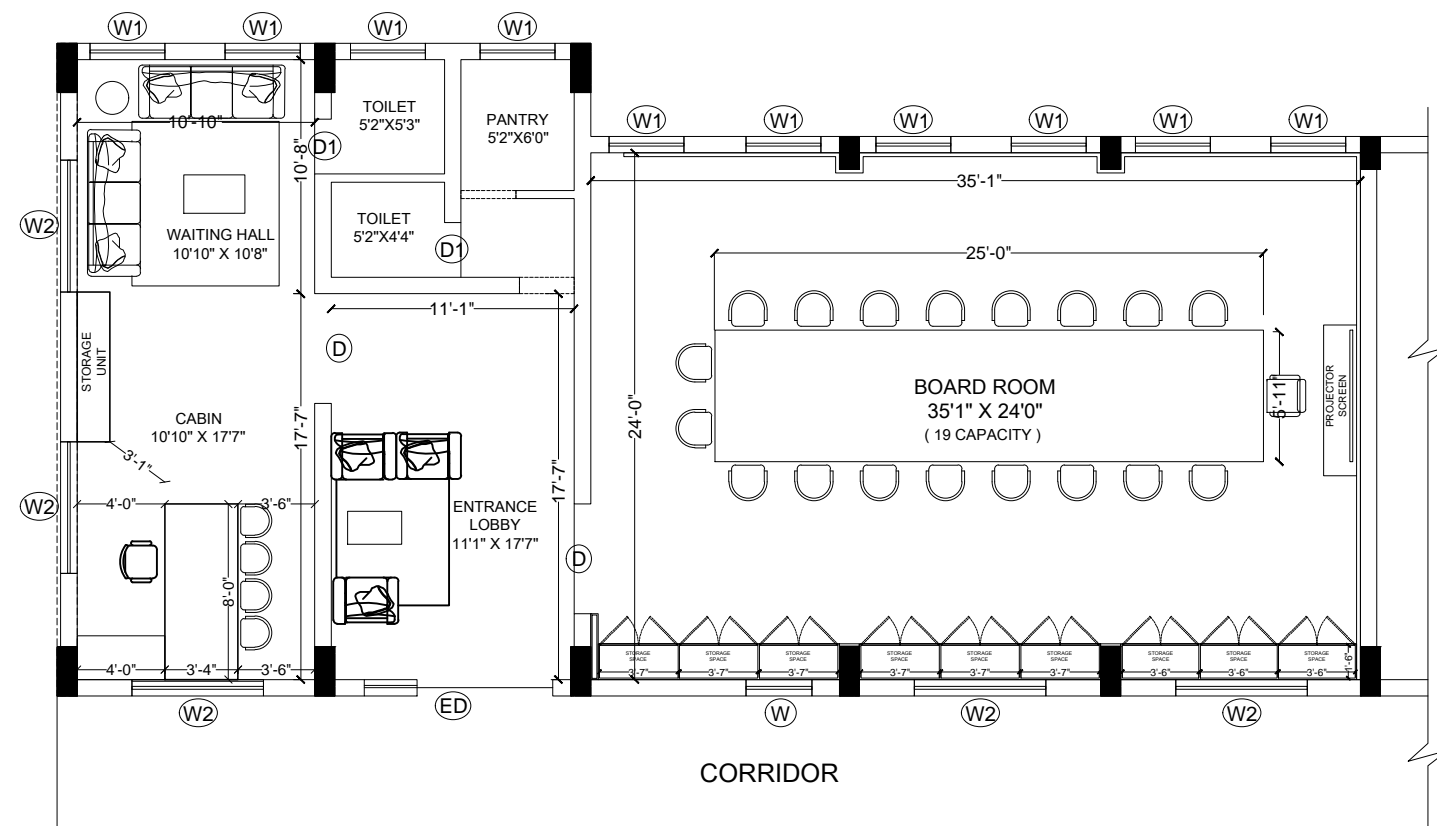 W1 W1 W1 W1
10'-10"
10'-8"
TOILET
5'2"X5'3"
PANTRY
5'2"X6'0"
D1
W1 W1 W1 W1 W1 W1
35'-1"
W2
WAITING HALL
10'10" X 10'8"
TOILET
5'2"X4'4"
D1
25'-0"
11'-1"
STORAGE
UNIT
D
CABIN
10'10" X 17'7"
3'-1"
17'-7"
24'-0"
BOARD ROOM
35'1" X 24'0"
( 19 CAPACITY )
5'-11"
PROJECTOR
SCREEN
W2
4'-0" 3'-6"
8'-0"
ENTRANCE
LOBBY
11'1" X 17'7"
17'-7"
D
4'-0" 3'-4" 3'-6"
STORAGE
SPACE
3'-7"
STORAGE
SPACE
3'-7"
STORAGE
SPACE
3'-7"
STORAGE
SPACE
3'-7"
STORAGE
SPACE
3'-7"
STORAGE
SPACE
3'-7"
STORAGE
SPACE
3'-6"
STORAGE
SPACE
3'-6"
STORAGE
SPACE
3'-6"
1'-6"
W2 ED W W2 W2
CORRIDOR